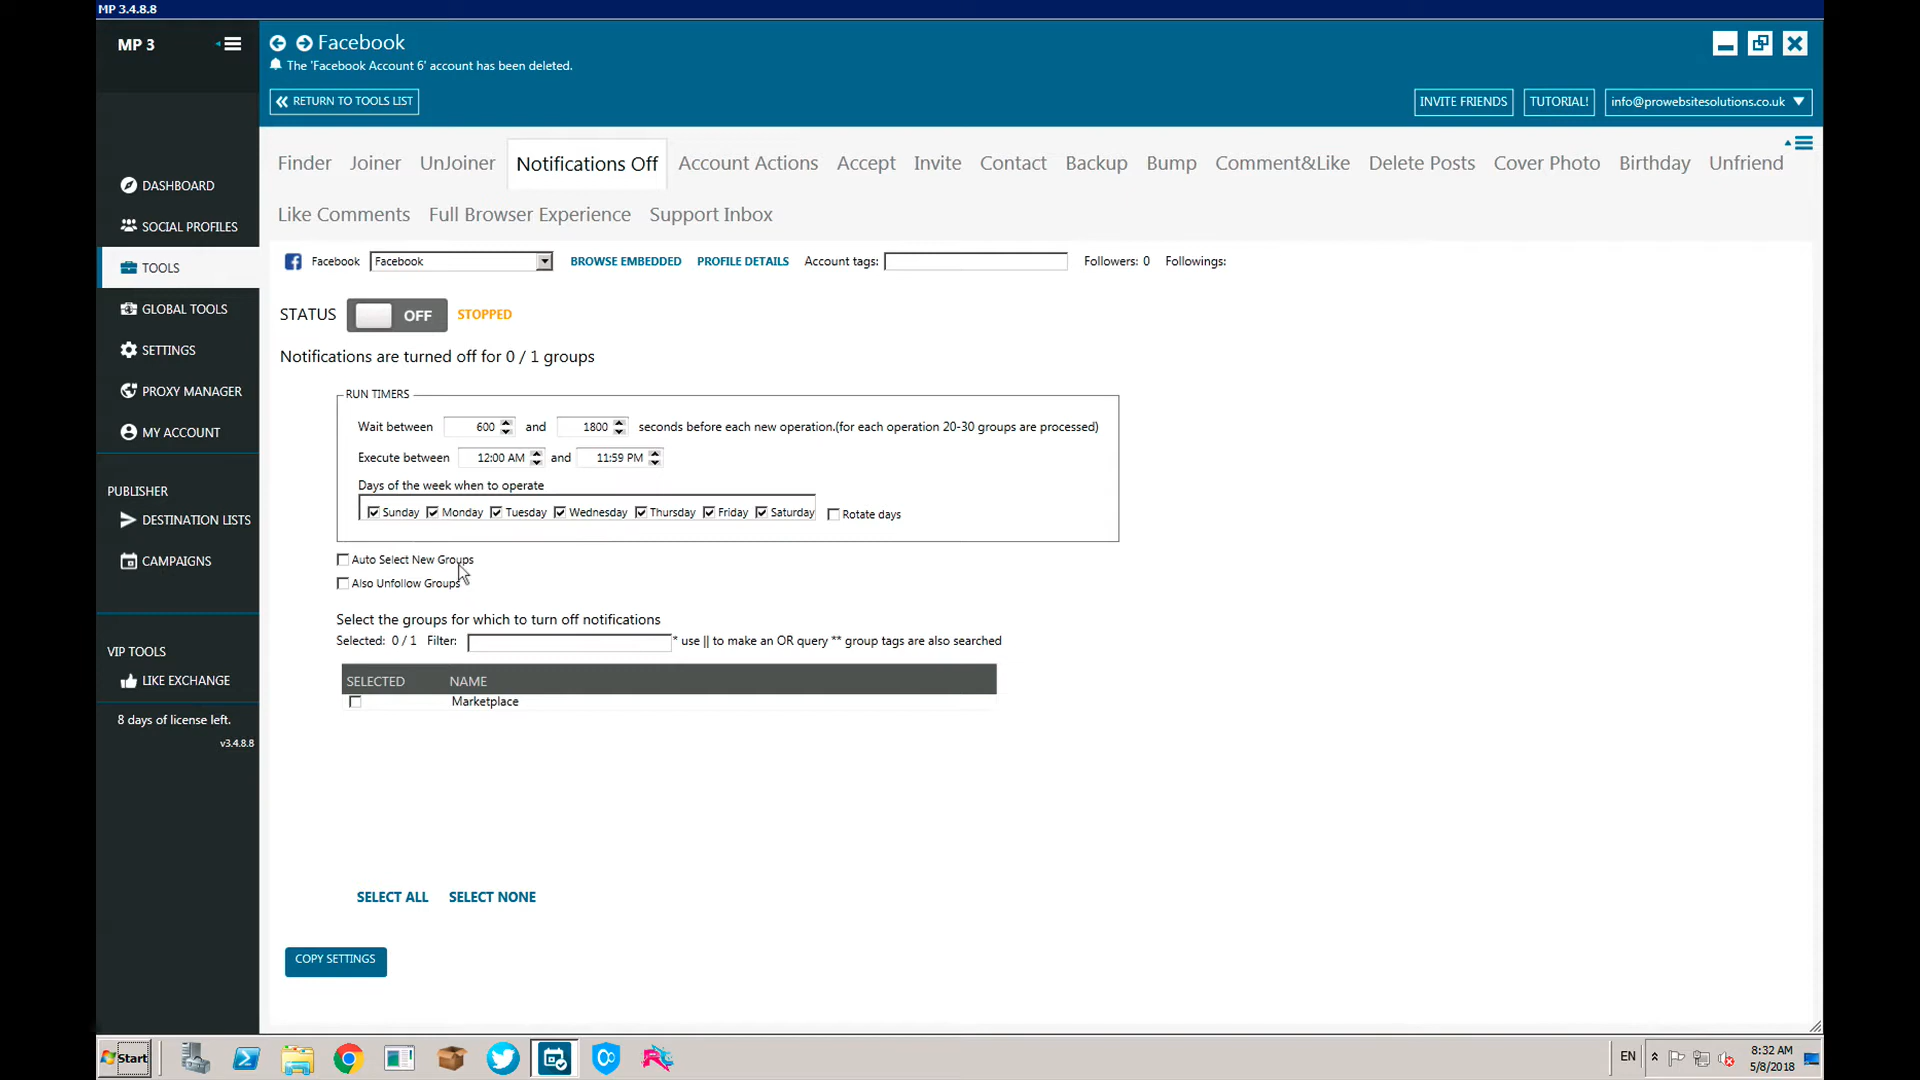 MP 3.4.8.8
MP 3
Facebook
The 'Facebook Account 6' account has been deleted.
RETURN TO TOOLS LIST
INVITE FRIENDS
TUTORIAL!
info@prowebsitesolutions.co.uk
Finder Joiner UnJoiner Notifications Off Account Actions Accept Invite Contact Backup Bump Comment&Like Delete Posts Cover Photo Birthday Unfriend
Like Comments Full Browser Experience Support Inbox
DASHBOARD
SOCIAL PROFILES
TOOLS
GLOBAL TOOLS
SETTINGS
PROXY MANAGER
MY ACCOUNT
PUBLISHER
DESTINATION LISTS
CAMPAIGNS
VIP TOOLS
LIKE EXCHANGE
8 days of license left.
v3.4.8.8
Facebook Facebook BROWSE EMBEDDED PROFILE DETAILS Account tags: Followers: 0 Followings:
STATUS OFF STOPPED
Notifications are turned off for 0 / 1 groups
RUN TIMERS
Wait between 600 and 1800 seconds before each new operation.(for each operation 20-30 groups are processed)
Execute between 12:00 AM and 11:59 PM
Days of the week when to operate
Sunday Monday Tuesday Wednesday Thursday Friday Saturday Rotate days
Auto Select New Groups
Also Unfollow Groups
Select the groups for which to turn off notifications
Selected: 0 / 1 Filter: * use || to make an OR query ** group tags are also searched
SELECTED NAME
Marketplace
SELECT ALL SELECT NONE
COPY SETTINGS
Start
EN
8:32 AM
5/8/2018